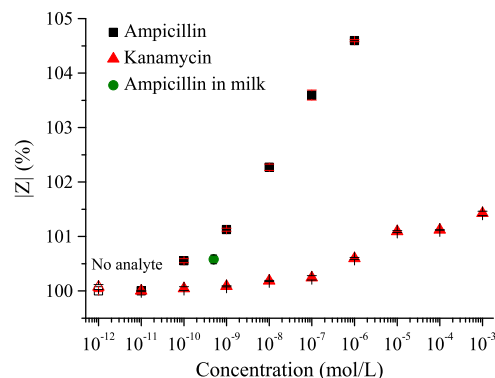 Ampicillin
Kanamycin
Ampicillin in milk
|Z| (%)
105
104
103
102
101
100
No analyte
10⁻¹² 10⁻¹¹ 10⁻¹⁰ 10⁻⁹ 10⁻⁸ 10⁻⁷ 10⁻⁶ 10⁻⁵ 10⁻⁴ 10⁻³
Concentration (mol/L)